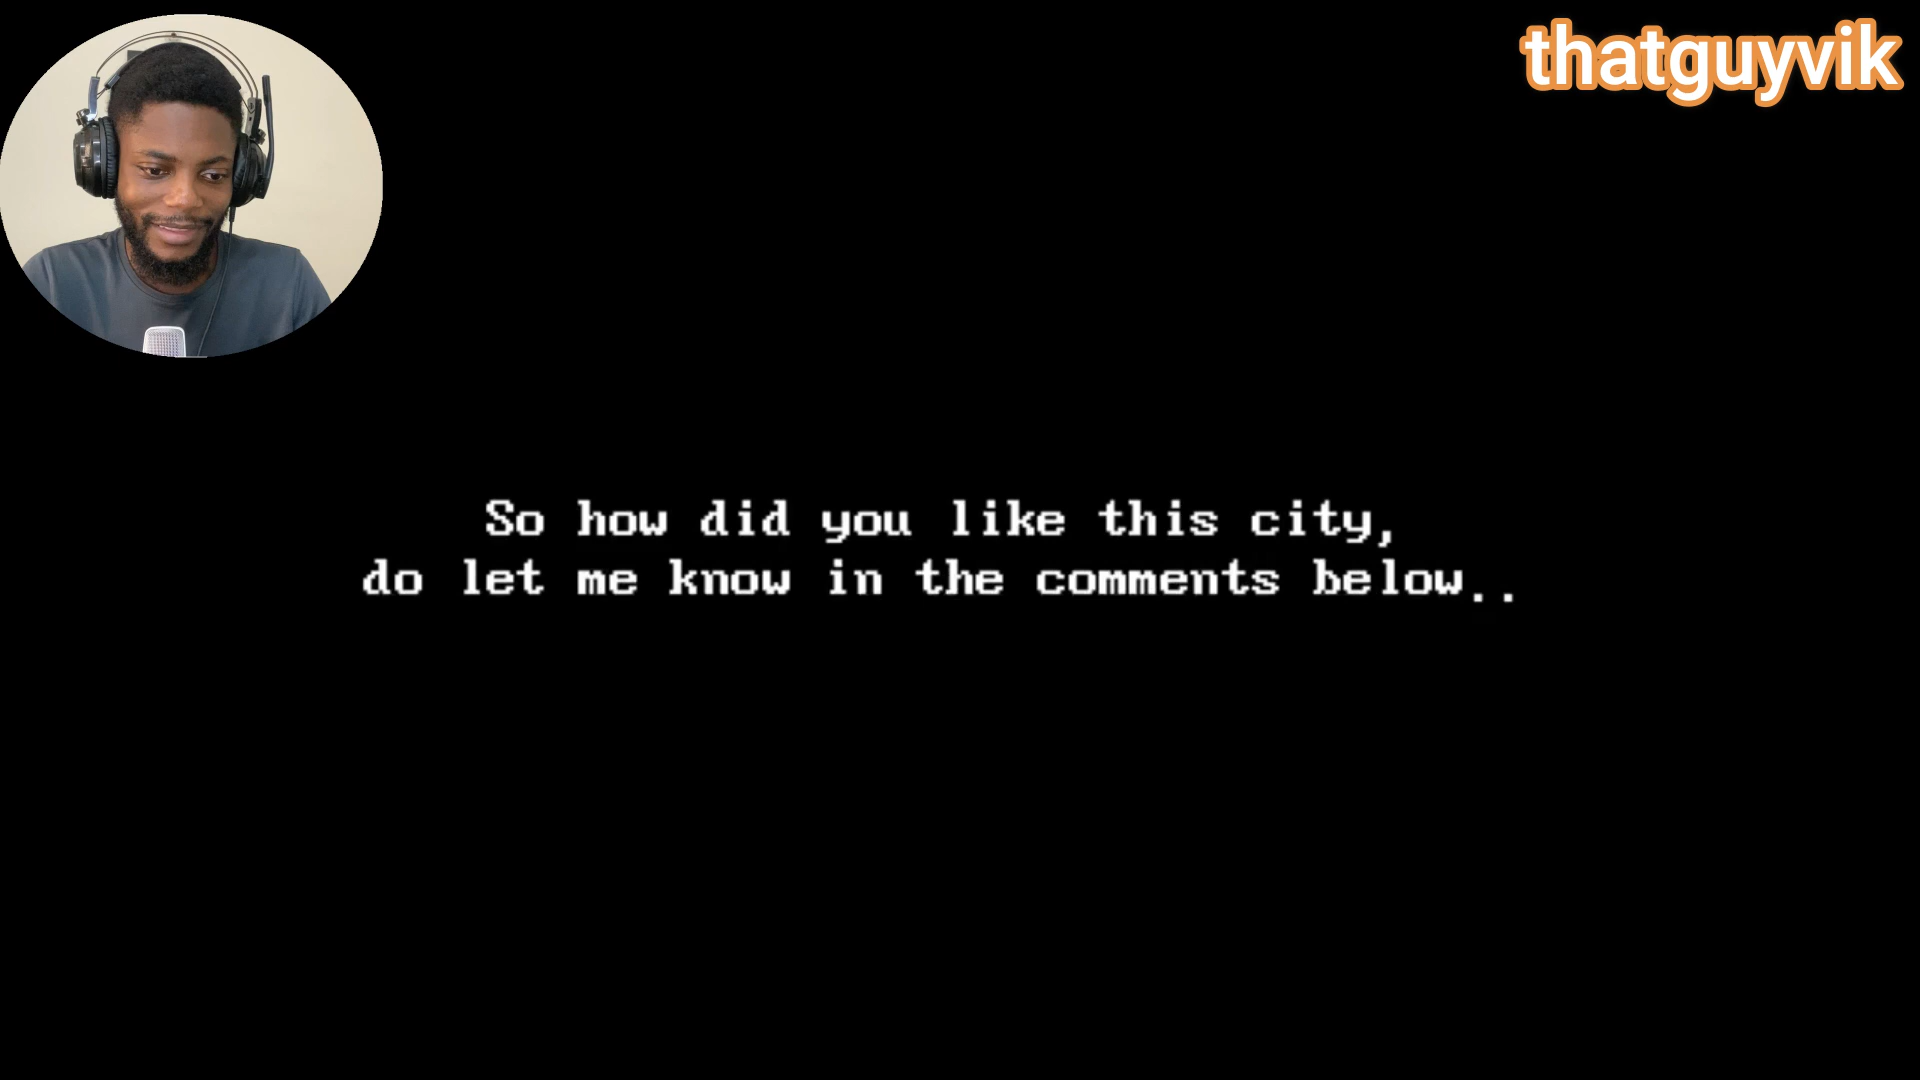 thatguyvik
So how did you like this city,
do let me know in the comments below..